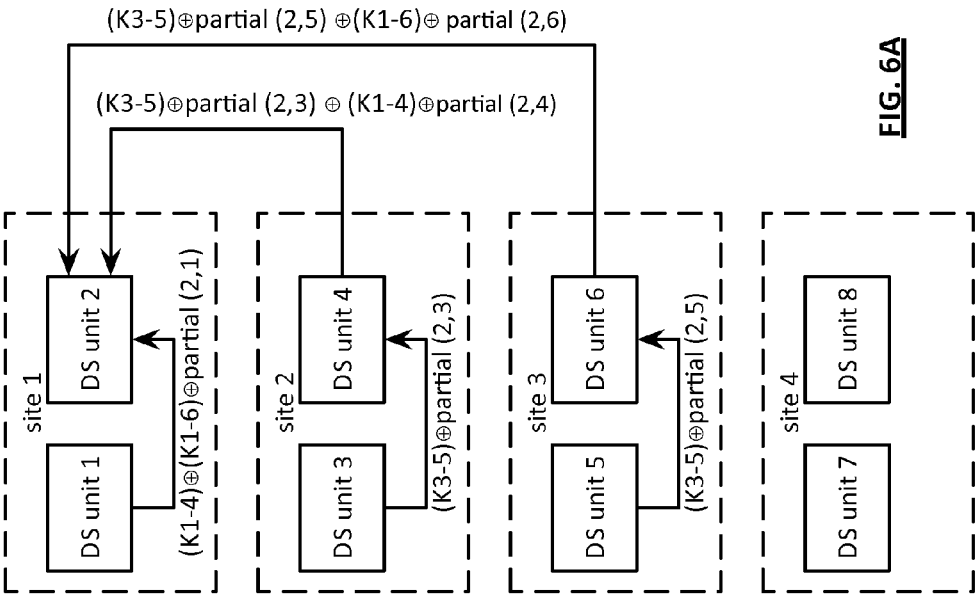 (K3-5)⊕partial (2,5) ⊕(K1-6)⊕ partial (2,6)
(K3-5)⊕partial (2,3) ⊕ (K1-4)⊕partial (2,4)
site 1
DS unit 1
DS unit 2
(K1-4)⊕(K1-6)⊕partial (2,1)
site 2
DS unit 3
DS unit 4
(K3-5)⊕partial (2,3)
site 3
DS unit 5
DS unit 6
(K3-5)⊕partial (2,5)
site 4
DS unit 7
DS unit 8
FIG. 6A